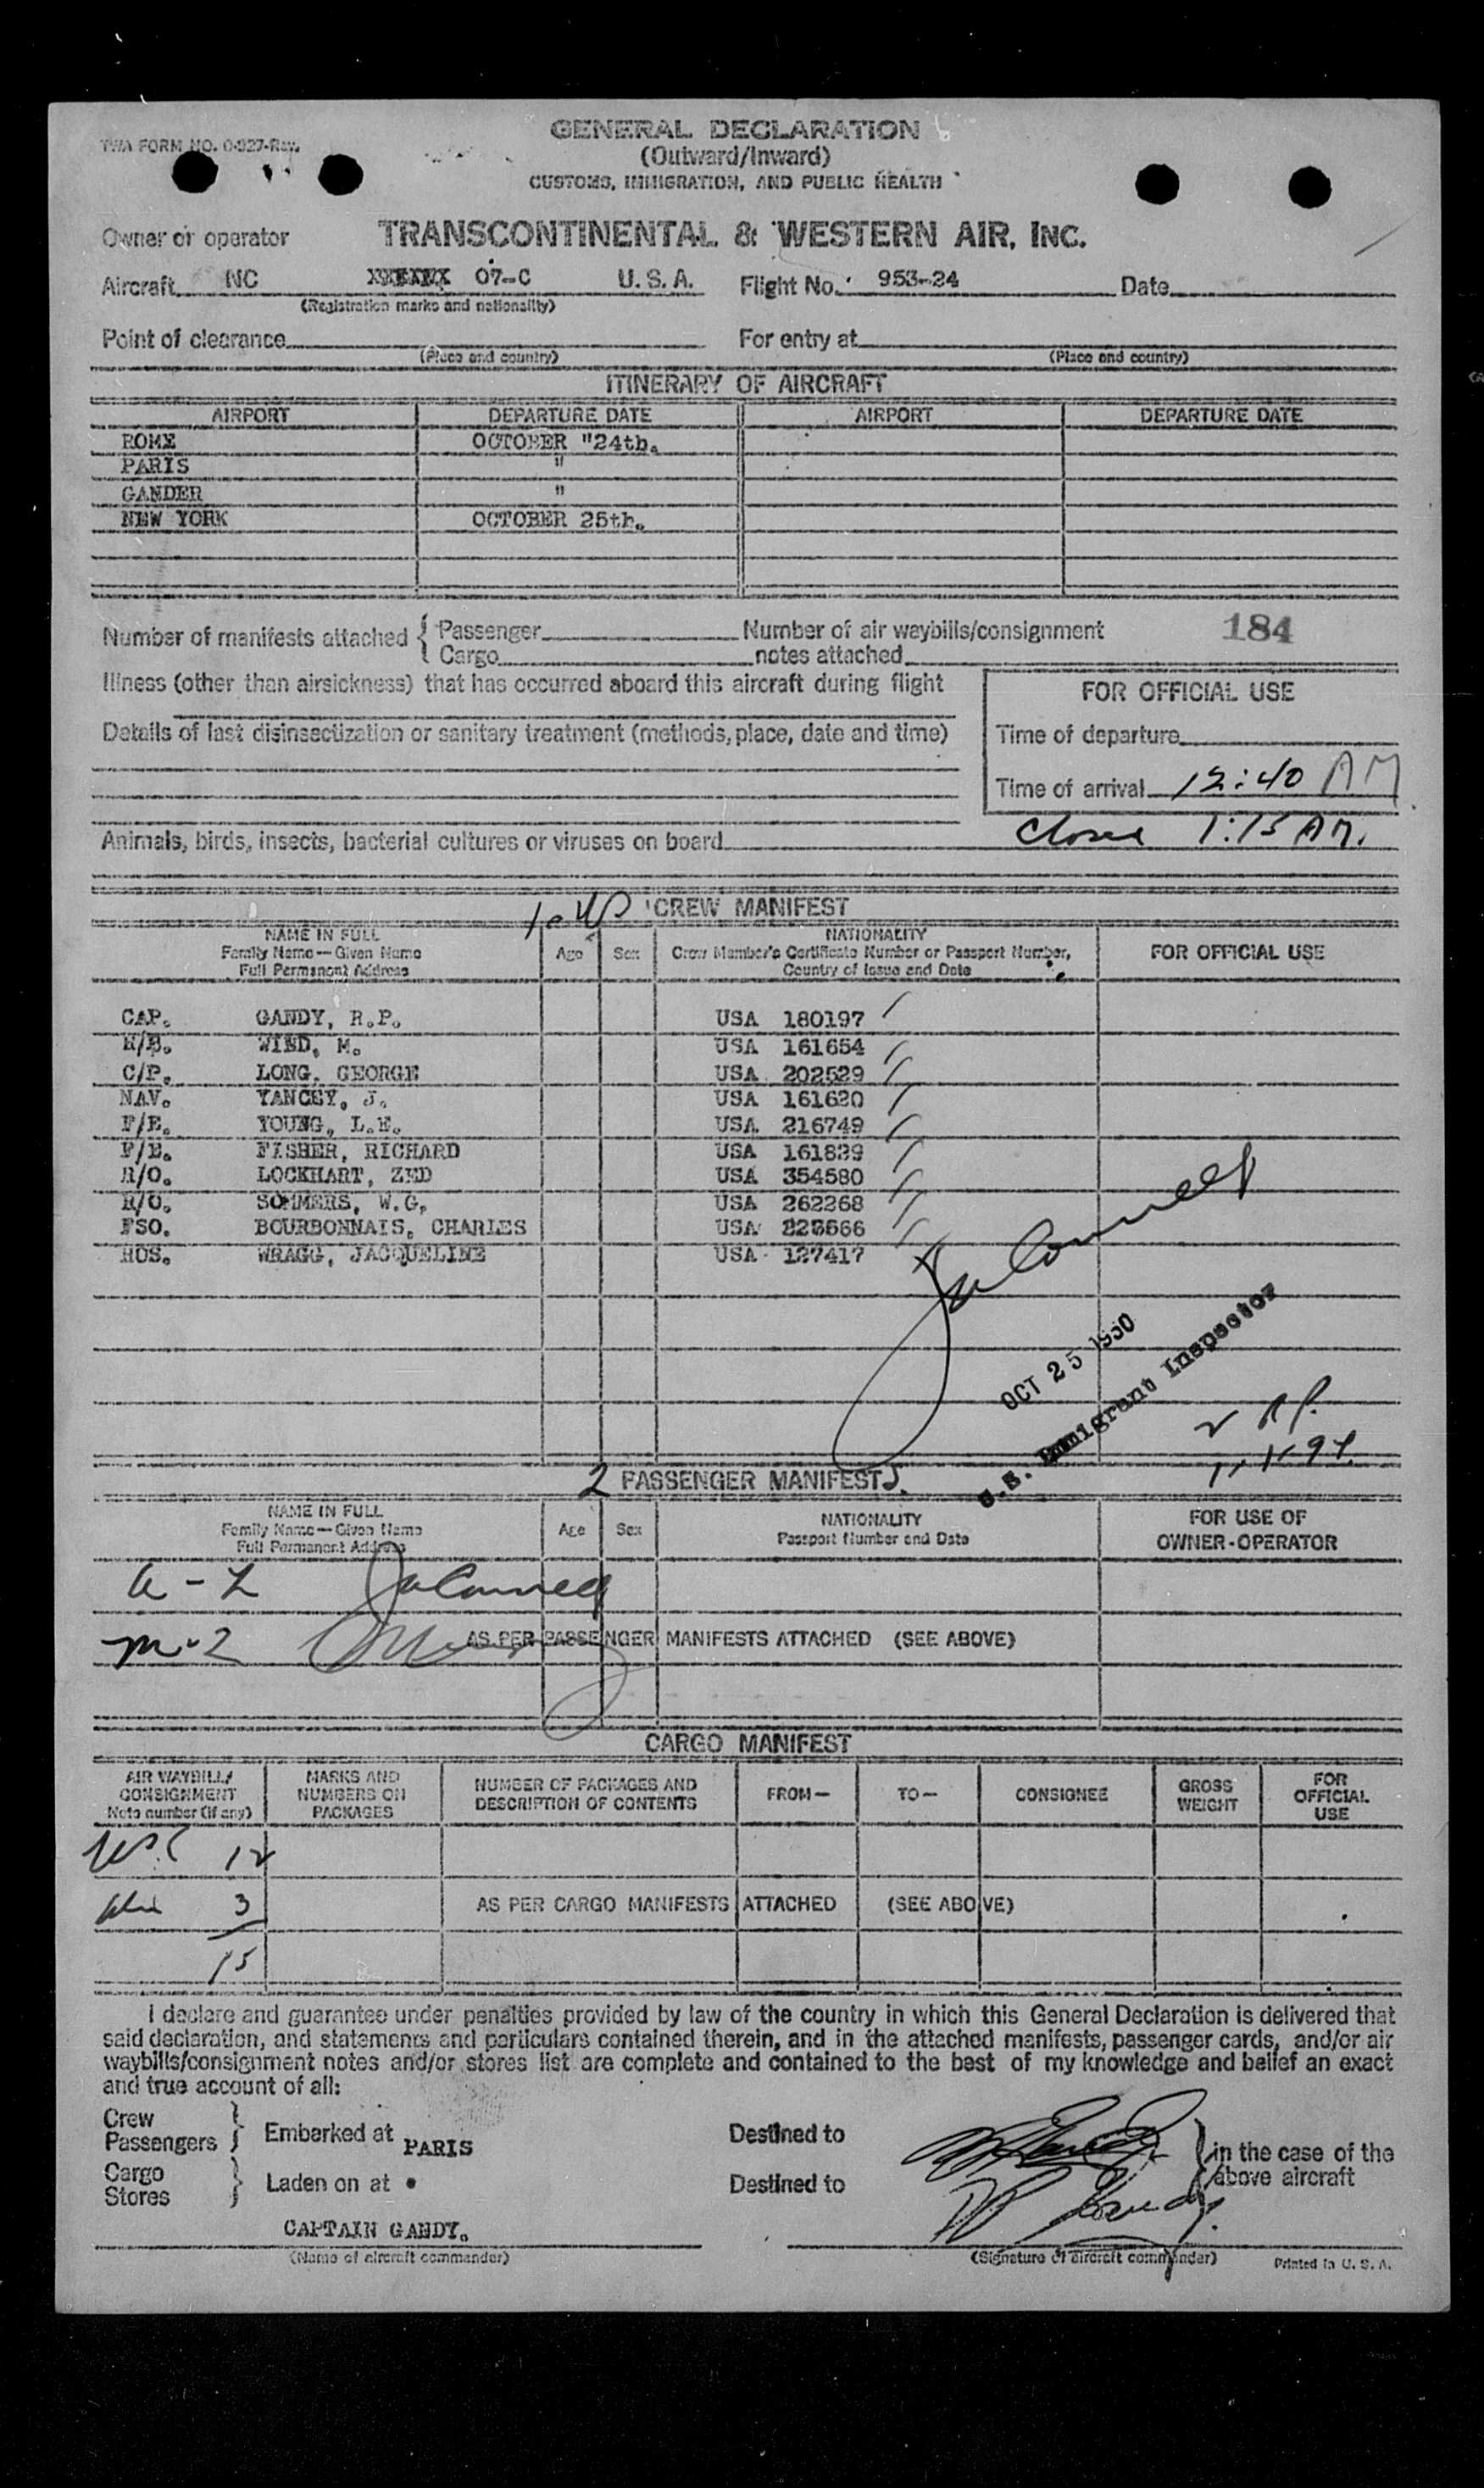 TWA FORM NO. 0-927-Rev.
GENERAL DECLARATION
(Outward/Inward)
CUSTOMS, IMMIGRATION, AND PUBLIC HEALTH
Owner or operator TRANSCONTINENTAL & WESTERN AIR, INC.
Aircraft NC 07-C U.S.A. Flight No. 953-24 Date
(Registration marks and nationality)
Point of clearance For entry at
(Place and country) (Place and country)
ITINERARY OF AIRCRAFT
AIRPORT DEPARTURE DATE AIRPORT DEPARTURE DATE
ROME OCTOBER "24th.
PARIS "
GANDER "
NEW YORK OCTOBER 25th.
Number of manifests attached { Passenger Number of air waybills/consignment 184
Cargo notes attached
Illness (other than airsickness) that has occurred aboard this aircraft during flight
FOR OFFICIAL USE
Details of last disinsectization or sanitary treatment (methods, place, date and time)
Time of departure
Time of arrival 12:40 AM
Animals, birds, insects, bacterial cultures or viruses on board
Closed 1:15 AM.
CREW MANIFEST
NAME IN FULL
Family Name—Given Name
Full Permanent Address
Age Sex
NATIONALITY
Crew Member's Certificate Number or Passport Number,
Country of Issue and Date
FOR OFFICIAL USE
CAP. GANDY, R.P. USA 180197
WIND, M. USA 161654
C/P. LONG. GEORGE USA 202529
NAV. YANCEY, J. USA 161620
F/E. YOUNG, L.E. USA 216749
F/E. FISHER, RICHARD USA 161839
R/O. LOCKHART, ZED USA 354580
R/O. SOMMERS, W.G. USA 262268
FSO. BOURBONNAIS, CHARLES USA
HOS. WRAGG, JACQUELINE USA 127417
OCT 25 1950
U.S. Immigrant Inspector
2 PASSENGER MANIFEST
NAME IN FULL
Family Name—Given Name
Full Permanent Address
Age Sex
NATIONALITY
Passport Number and Date
FOR USE OF
OWNER-OPERATOR
M-2
AS PER PASSENGER MANIFESTS ATTACHED (SEE ABOVE)
CARGO MANIFEST
AIR WAYBILL/
CONSIGNMENT
Note number (if any)
MARKS AND
NUMBERS ON
PACKAGES
NUMBER OF PACKAGES AND
DESCRIPTION OF CONTENTS
FROM— TO— CONSIGNEE
GROSS
WEIGHT
FOR
OFFICIAL
USE
12
3
AS PER CARGO MANIFESTS ATTACHED (SEE ABOVE)
15
I declare and guarantee under penalties provided by law of the country in which this General Declaration is delivered that
said declaration, and statements and particulars contained therein, and in the attached manifests, passenger cards, and/or air
waybills/consignment notes and/or stores list are complete and contained to the best of my knowledge and belief an exact
and true account of all:
Crew
Passengers } Embarked at PARIS Destined to
} in the case of the
above aircraft
Cargo
Stores } Laden on at Destined to
CAPTAIN GANDY.
(Name of aircraft commander) (Signature of aircraft commander) Printed in U. S. A.